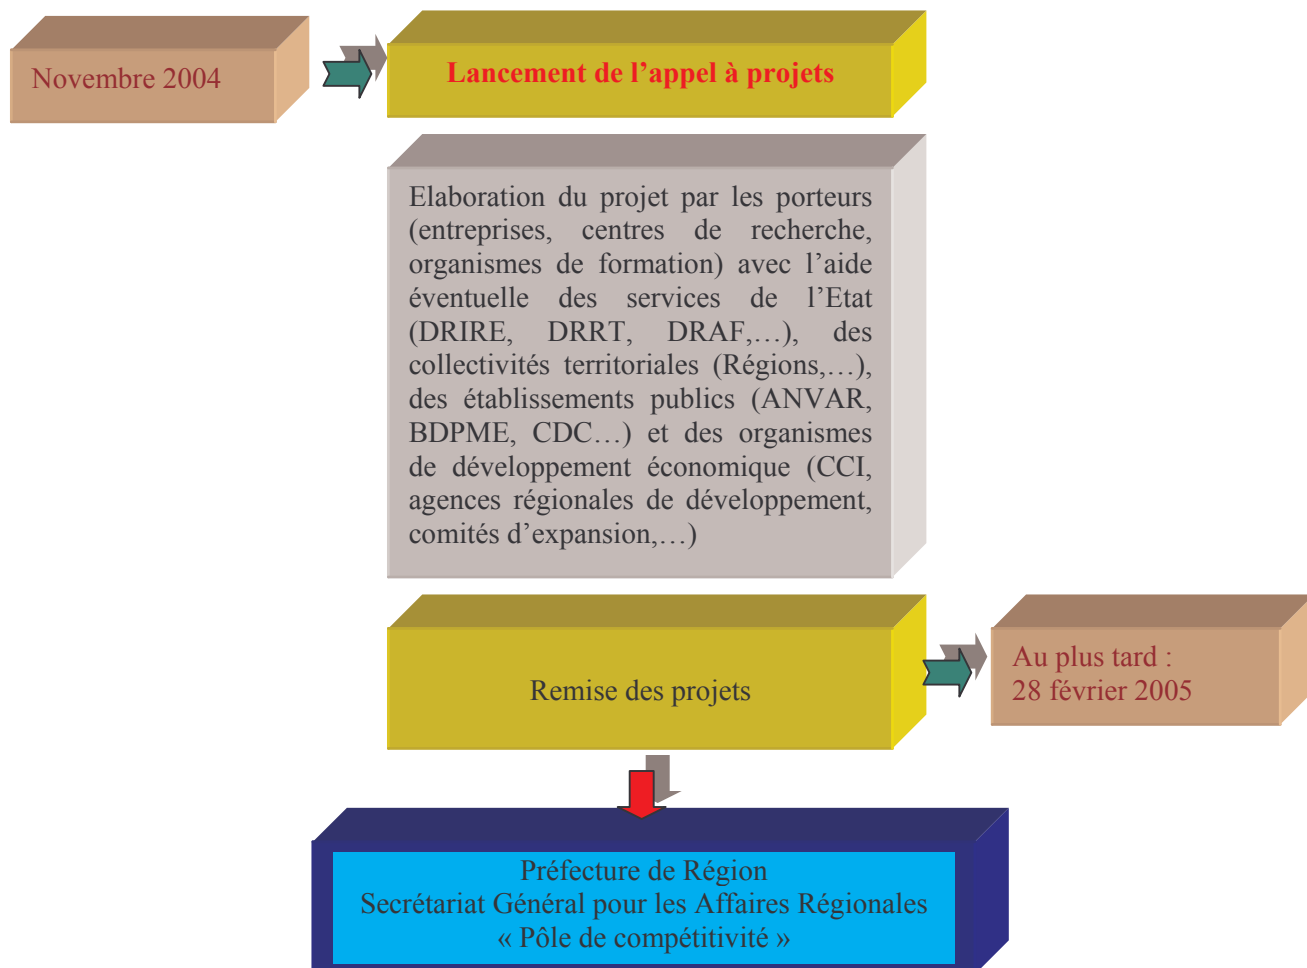 Novembre 2004
Lancement de l’appel à projets
Elaboration du projet par les porteurs
(entreprises, centres de recherche,
organismes de formation) avec l’aide
éventuelle des services de l’Etat
(DRIRE, DRRT, DRAF,…), des
collectivités territoriales (Régions,…),
des établissements publics (ANVAR,
BDPME, CDC…) et des organismes
de développement économique (CCI,
agences régionales de développement,
comités d’expansion,…)
Remise des projets
Au plus tard :
28 février 2005
Préfecture de Région
Secrétariat Général pour les Affaires Régionales
« Pôle de compétitivité »